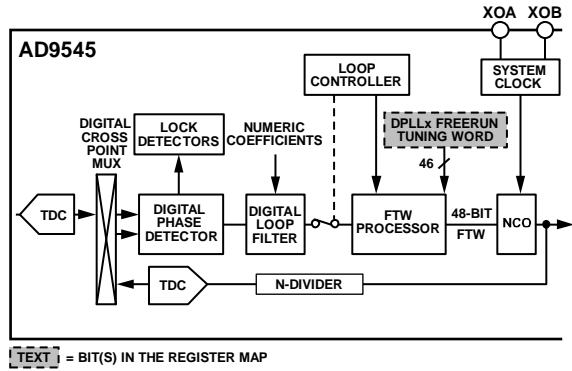 XOA XOB
AD9545
LOOP
CONTROLLER
SYSTEM
CLOCK
DIGITAL
CROSS
POINT
MUX
LOCK
DETECTORS
NUMERIC
COEFFICIENTS
DPLLx FREERUN
TUNING WORD
46
TDC
DIGITAL
PHASE
DETECTOR
DIGITAL
LOOP
FILTER
FTW
PROCESSOR
48-BIT
FTW
NCO
TDC
N-DIVIDER
TEXT = BIT(S) IN THE REGISTER MAP